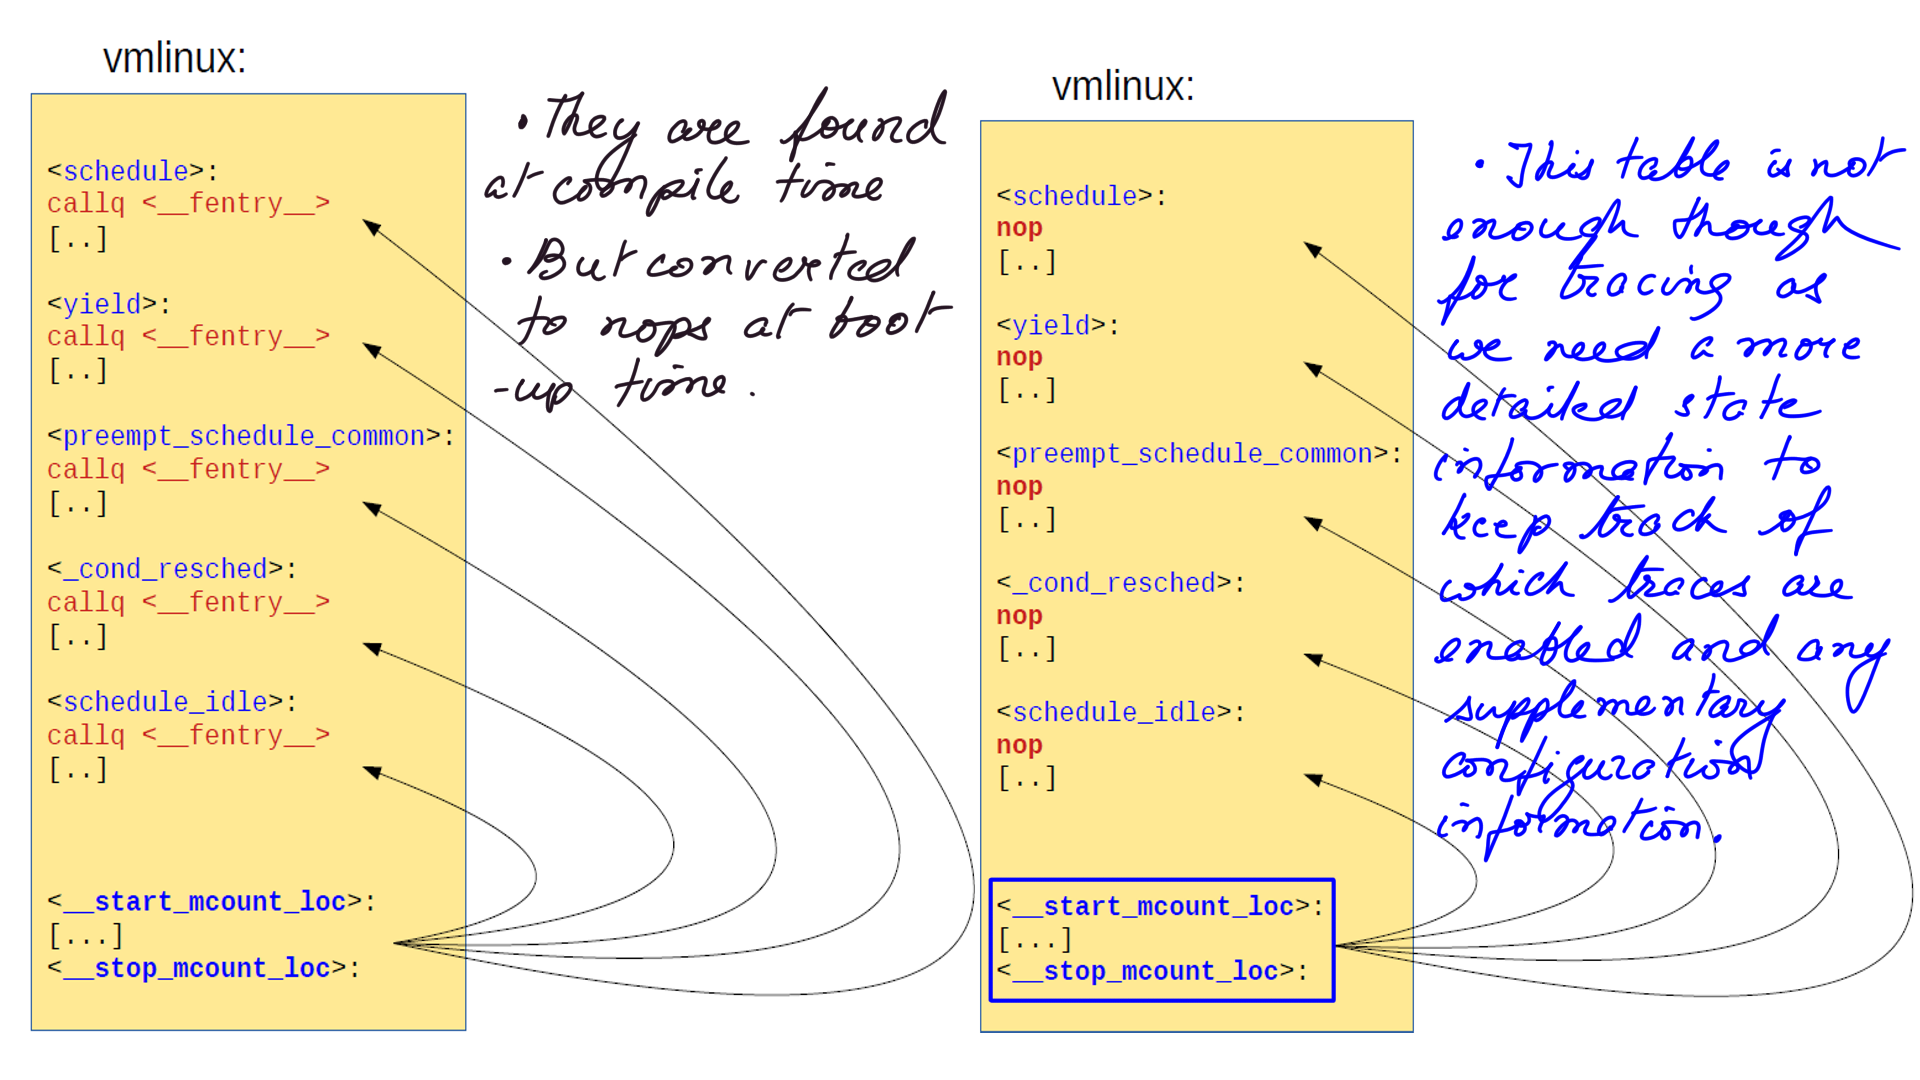 vmlinux:
<schedule>:
callq <__fentry__>
[..]
<yield>:
callq <__fentry__>
[..]
<preempt_schedule_common>:
callq <__fentry__>
[..]
<_cond_resched>:
callq <__fentry__>
[..]
<schedule_idle>:
callq <__fentry__>
[..]
<__start_mcount_loc>:
[...]
<__stop_mcount_loc>:
• They are found
at compile time
• But converted
to nops at boot
-up time.
vmlinux:
<schedule>:
nop
[..]
<yield>:
nop
[..]
<preempt_schedule_common>:
nop
[..]
<_cond_resched>:
nop
[..]
<schedule_idle>:
nop
[..]
<__start_mcount_loc>:
[...]
<__stop_mcount_loc>:
• This table is not
enough though
for tracing as
we need a more
detailed state
information to
keep track of
which traces are
enabled and any
supplementary
configuration
information.